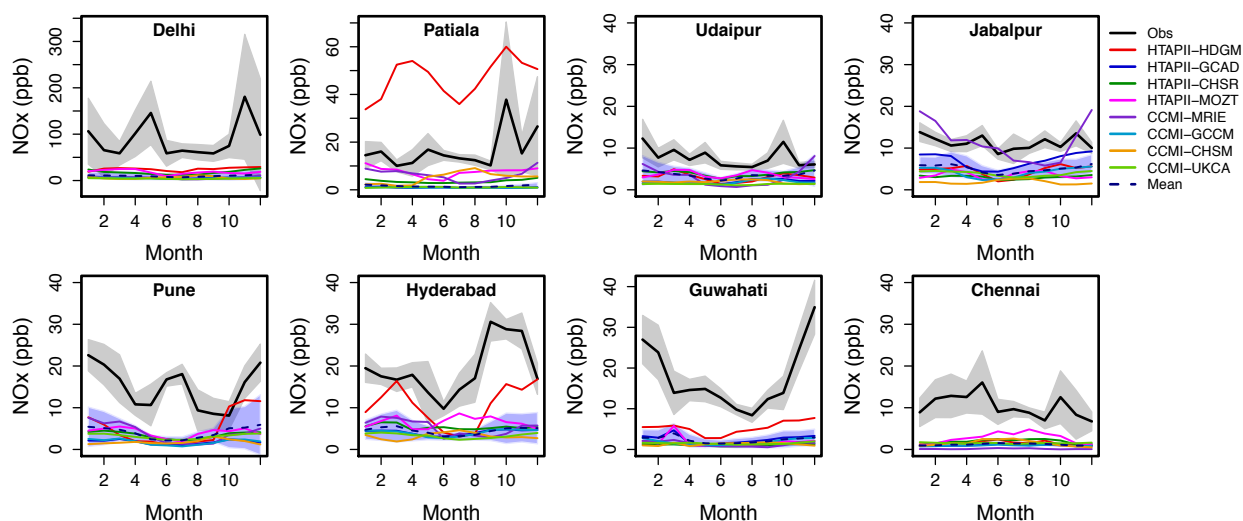 Delhi
NOx (ppb)
0 100 200 300
2 4 6 8 10
Month
Patiala
NOx (ppb)
0 20 40 60
2 4 6 8 10
Month
Udaipur
NOx (ppb)
0 10 20 30 40
2 4 6 8 10
Month
Jabalpur
NOx (ppb)
0 10 20 30 40
2 4 6 8 10
Month
Obs
HTAPII−HDGM
HTAPII−GCAD
HTAPII−CHSR
HTAPII−MOZT
CCMI−MRIE
CCMI−GCCM
CCMI−CHSM
CCMI−UKCA
Mean
Pune
NOx (ppb)
0 10 20 30 40
2 4 6 8 10
Month
Hyderabad
NOx (ppb)
0 10 20 30 40
2 4 6 8 10
Month
Guwahati
NOx (ppb)
0 10 20 30 40
2 4 6 8 10
Month
Chennai
NOx (ppb)
0 10 20 30 40
2 4 6 8 10
Month